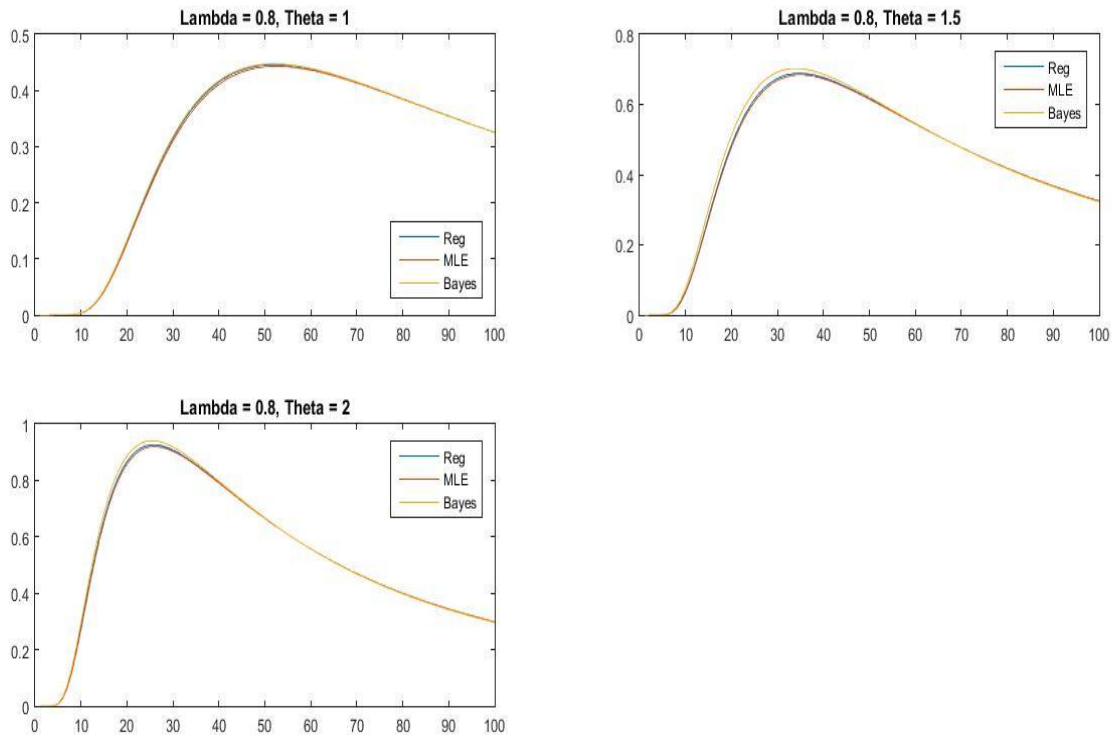 Lambda = 0.8, Theta = 1
0.5
0.4
0.3
0.2
0.1
0
0 10 20 30 40 50 60 70 80 90 100
Reg
MLE
Bayes
Lambda = 0.8, Theta = 1.5
0.8
0.6
0.4
0.2
0
0 10 20 30 40 50 60 70 80 90 100
Reg
MLE
Bayes
Lambda = 0.8, Theta = 2
1
0.8
0.6
0.4
0.2
0
0 10 20 30 40 50 60 70 80 90 100
Reg
MLE
Bayes